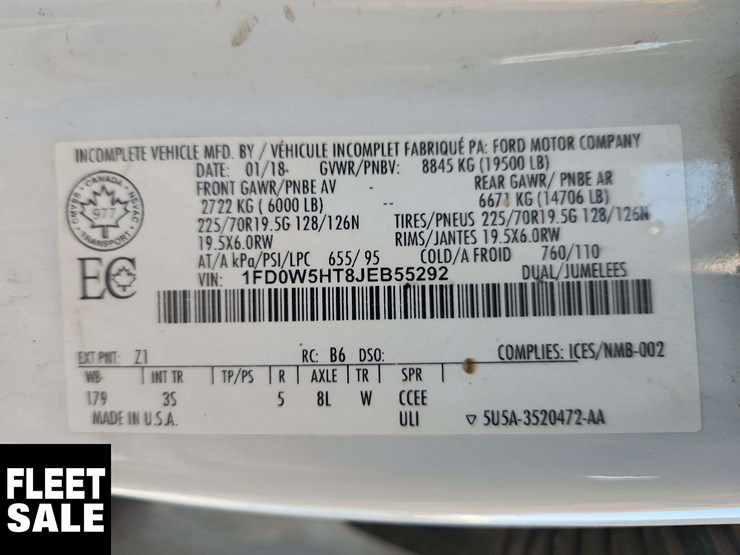 INCOMPLETE VEHICLE MFD. BY / VÉHICULE INCOMPLET FABRIQUÉ PA: FORD MOTOR COMPANY
DATE: 01/18 GVWR/PNBV: 8845 KG (19500 LB)
FRONT GAWR/PNBE AV REAR GAWR/ PNBE AR
2722 KG ( 6000 LB) -- 6671 KG (14706 LB)
225/70R19.5G 128/126N TIRES/PNEUS 225/70R19.5G 128/126N
19.5X6.0RW RIMS/JANTES 19.5X6.0RW
AT/A kPa/PSI/LPC 655/ 95 COLD/A FROID 760/110
VIN: 1FD0W5HT8JEB55292 DUAL/JUMELEES
CMVSS · CANADA · NSVAC
977
TRANSPORT
EC
EXT PNT: Z1 RC: B6 DSO: COMPLIES: ICES/NMB-002
WB INT TR TP/PS R AXLE TR SPR
179 3S 5 8L W CCEE
MADE IN U.S.A. ULI ▽ 5U5A-3520472-AA
FLEET
SALE